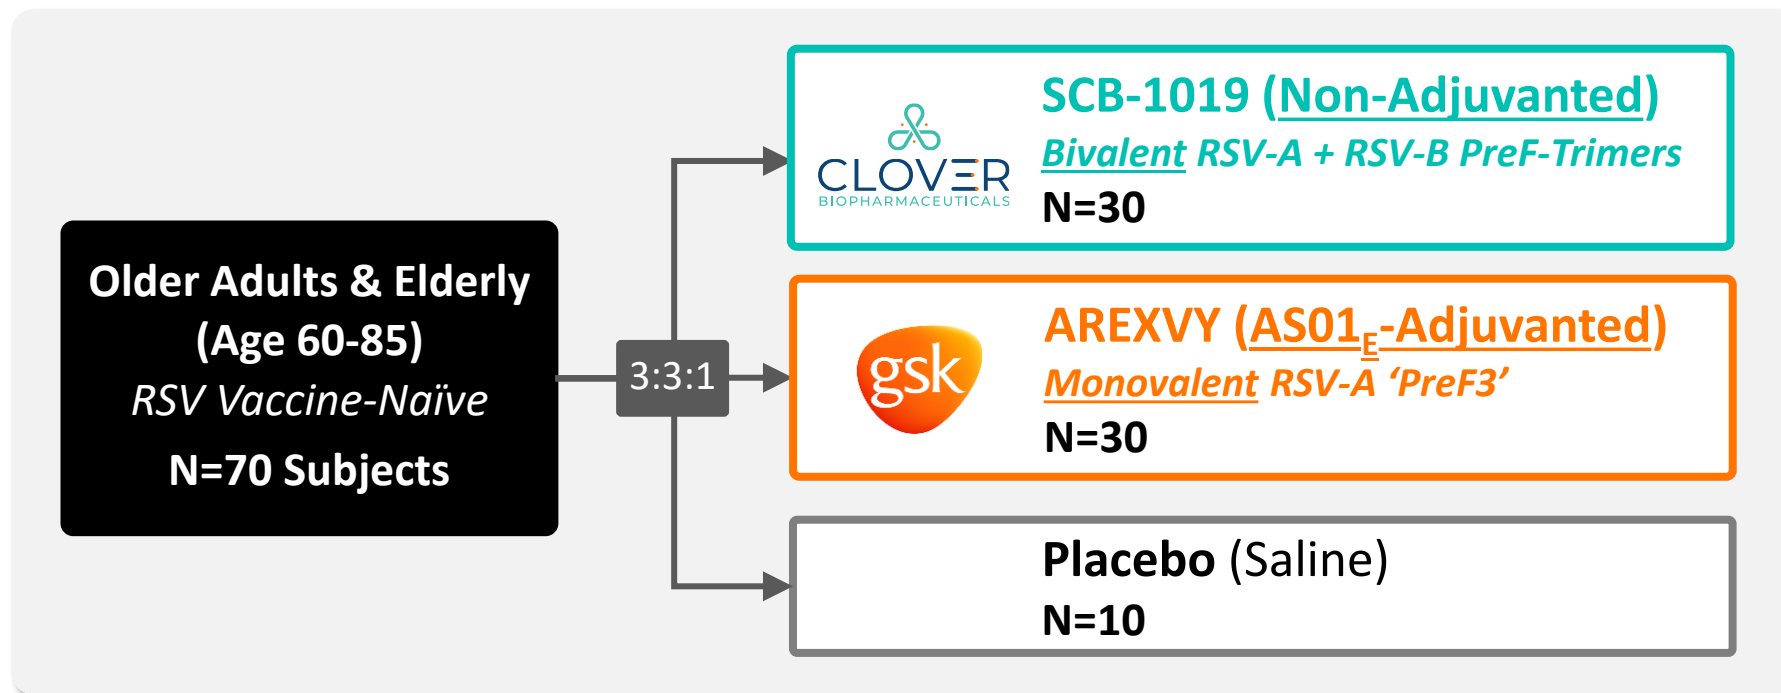 Older Adults & Elderly
(Age 60-85)
RSV Vaccine-Naïve
N=70 Subjects
3:3:1
CLOVER
BIOPHARMACEUTICALS
SCB-1019 (Non-Adjuvanted)
Bivalent RSV-A + RSV-B PreF-Trimers
N=30
gsk
AREXVY (AS01E-Adjuvanted)
Monovalent RSV-A ‘PreF3’
N=30
Placebo (Saline)
N=10